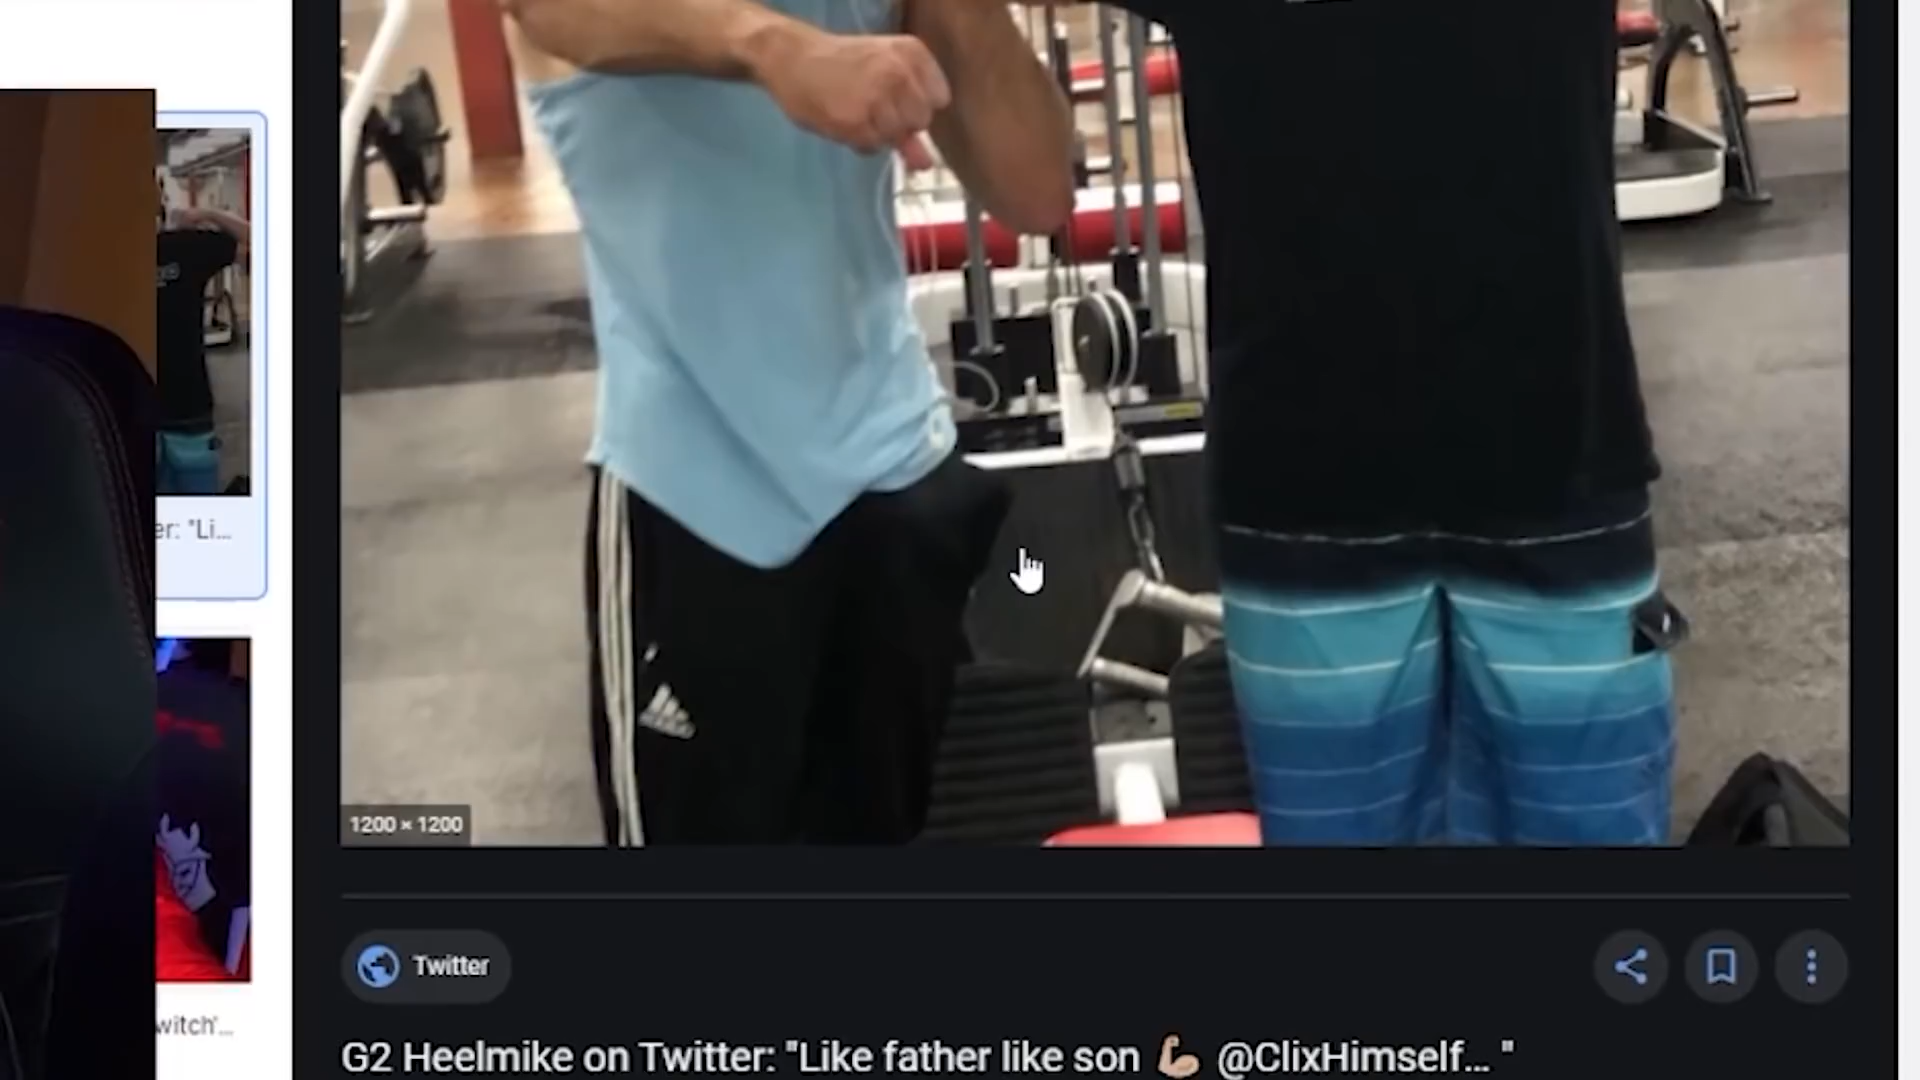 er: "Li...
1200 × 1200
witch'...
Twitter
G2 Heelmike on Twitter: "Like father like son 💪🏼 @ClixHimself... "